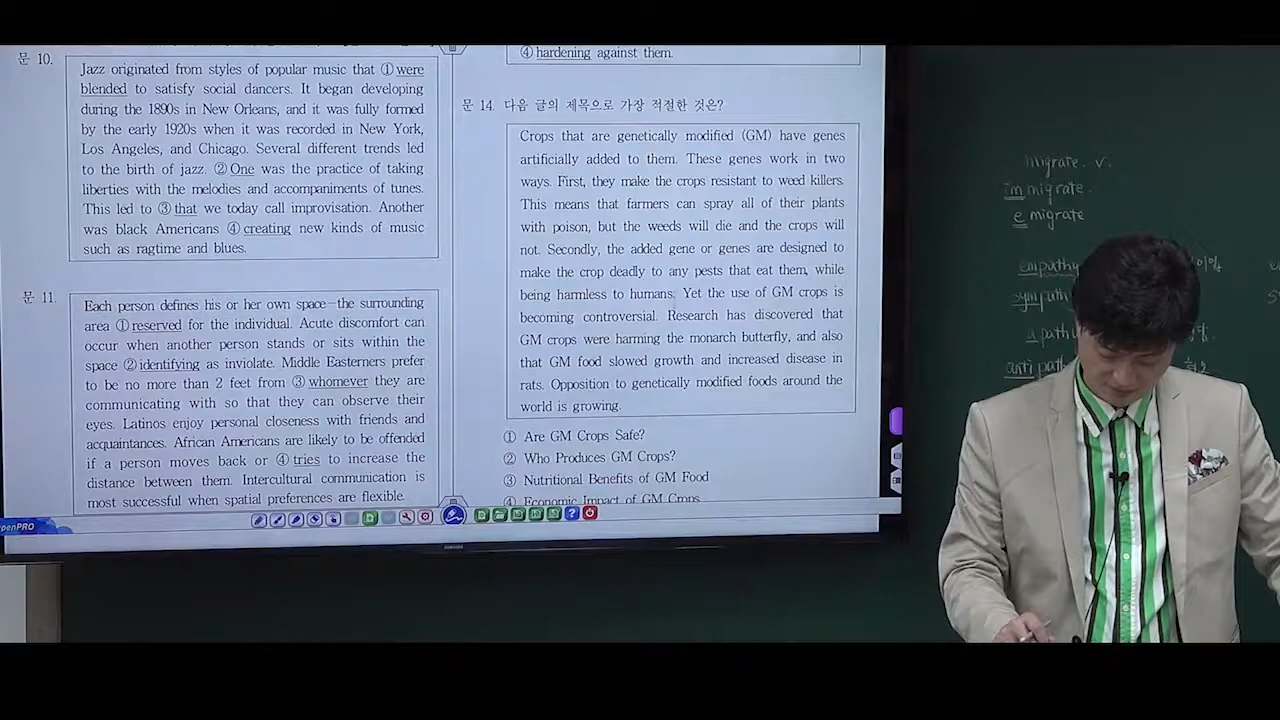 문 10.
Jazz originated from styles of popular music that ① were
blended to satisfy social dancers. It began developing
during the 1890s in New Orleans, and it was fully formed
by the early 1920s when it was recorded in New York,
Los Angeles, and Chicago. Several different trends led
to the birth of jazz. ② One was the practice of taking
liberties with the melodies and accompaniments of tunes.
This led to ③ that we today call improvisation. Another
was black Americans ④ creating new kinds of music
such as ragtime and blues.
문 11.
Each person defines his or her own space—the surrounding
area ① reserved for the individual. Acute discomfort can
occur when another person stands or sits within the
space ② identifying as inviolate. Middle Easterners prefer
to be no more than 2 feet from ③ whomever they are
communicating with so that they can observe their
eyes. Latinos enjoy personal closeness with friends and
acquaintances. African Americans are likely to be offended
if a person moves back or ④ tries to increase the
distance between them. Intercultural communication is
most successful when spatial preferences are flexible.
④ hardening against them.
문 14. 다음 글의 제목으로 가장 적절한 것은?
Crops that are genetically modified (GM) have genes
artificially added to them. These genes work in two
ways. First, they make the crops resistant to weed killers.
This means that farmers can spray all of their plants
with poison, but the weeds will die and the crops will
not. Secondly, the added gene or genes are designed to
make the crop deadly to any pests that eat them, while
being harmless to humans. Yet the use of GM crops is
becoming controversial. Research has discovered that
GM crops were harming the monarch butterfly, and also
that GM food slowed growth and increased disease in
rats. Opposition to genetically modified foods around the
world is growing.
① Are GM Crops Safe?
② Who Produces GM Crops?
③ Nutritional Benefits of GM Food
④ Economic Impact of GM Crops
penPRO
migrate. v.
immigrate.
emigrate
empathy
sympath
apath
antipath